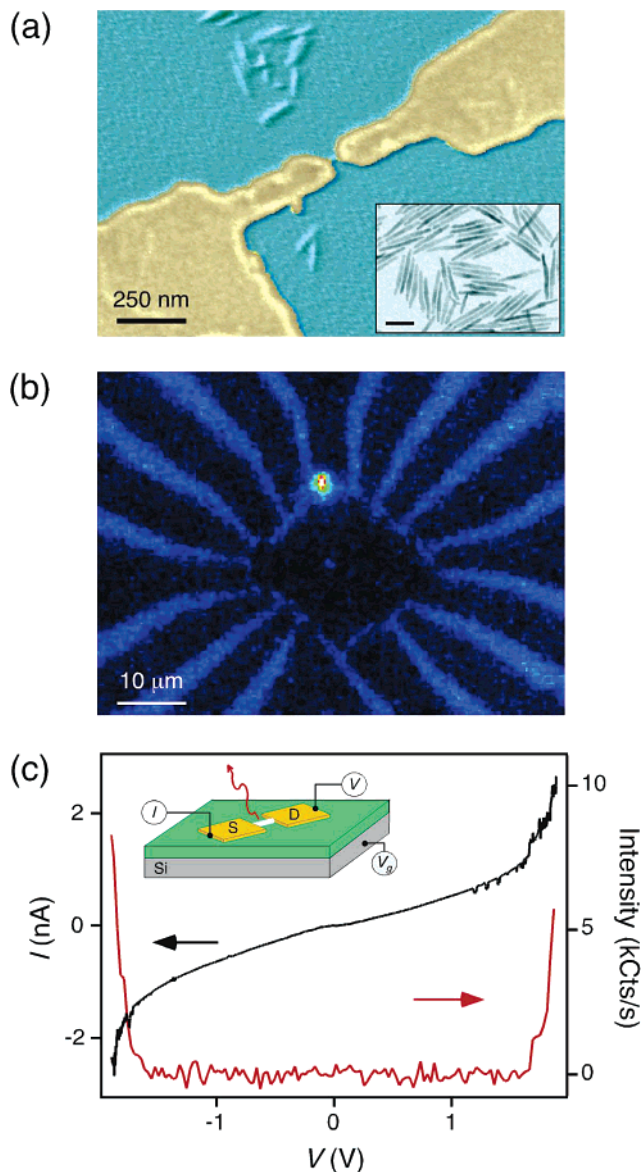 (a)
250 nm
(b)
10 μm
(c)
I (nA)
2
0
-2
I
S
D
V
Si
Vg
10
5
0
Intensity (kCts/s)
-1
0
1
V (V)